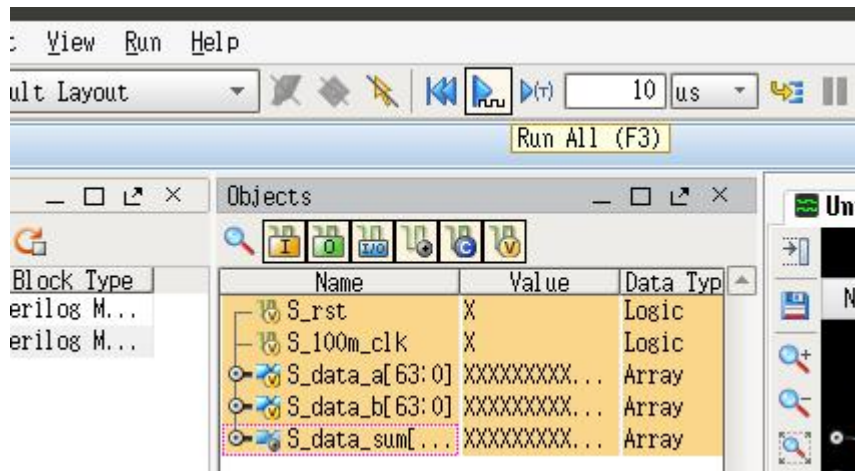 View Run Help
ult Layout 10 us
Run All (F3)
Objects Un
I O I/O C V
Block Type Name Value Data Typ N
erilog M... S_rst X Logic
erilog M... S_100m_clk X Logic
S_data_a[63:0] XXXXXXXXX... Array
S_data_b[63:0] XXXXXXXXX... Array
S_data_sum[... XXXXXXXXX... Array